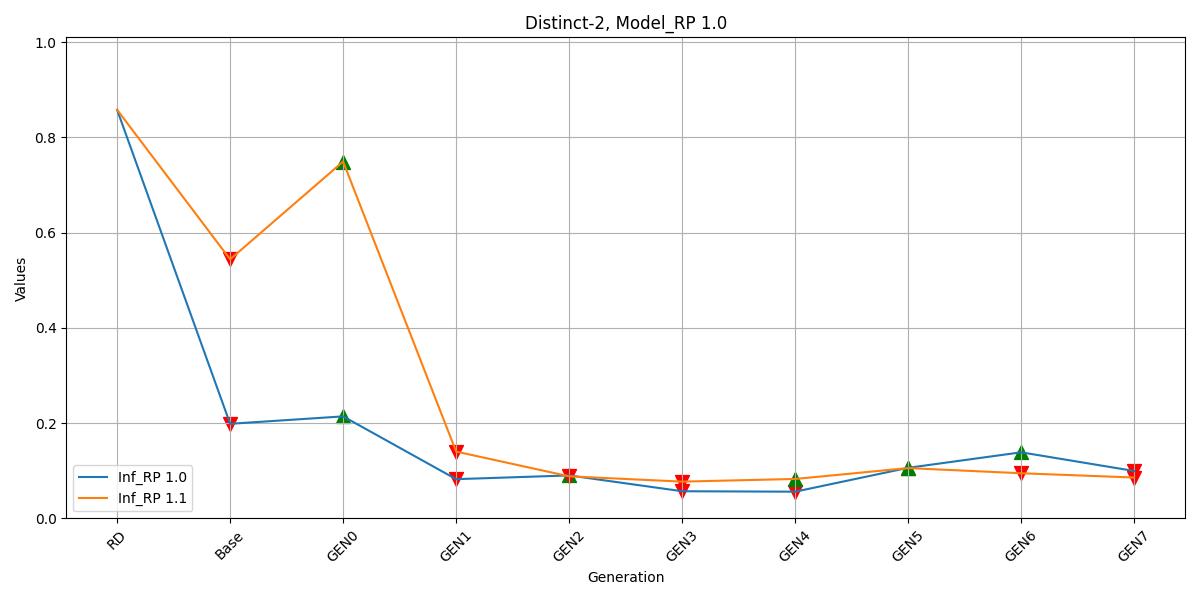 Distinct-2, Model_RP 1.0
Values
1.0
0.8
0.6
0.4
0.2
0.0
Inf_RP 1.0
Inf_RP 1.1
RD
Base
GEN0
GEN1
GEN2
GEN3
GEN4
GEN5
GEN6
GEN7
Generation